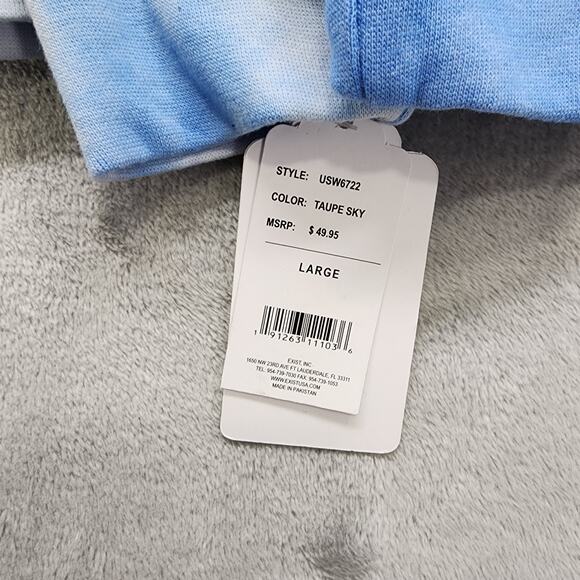 STYLE: USW6722
COLOR: TAUPE SKY
MSRP: $ 49.95
LARGE
1 91263 11103 6
EXIST, INC.
1650 NW 23RD AVE FT LAUDERDALE, FL 33311
TEL: 954-739-7030 FAX: 954-739-1053
WWW.EXISTUSA.COM
MADE IN PAKISTAN